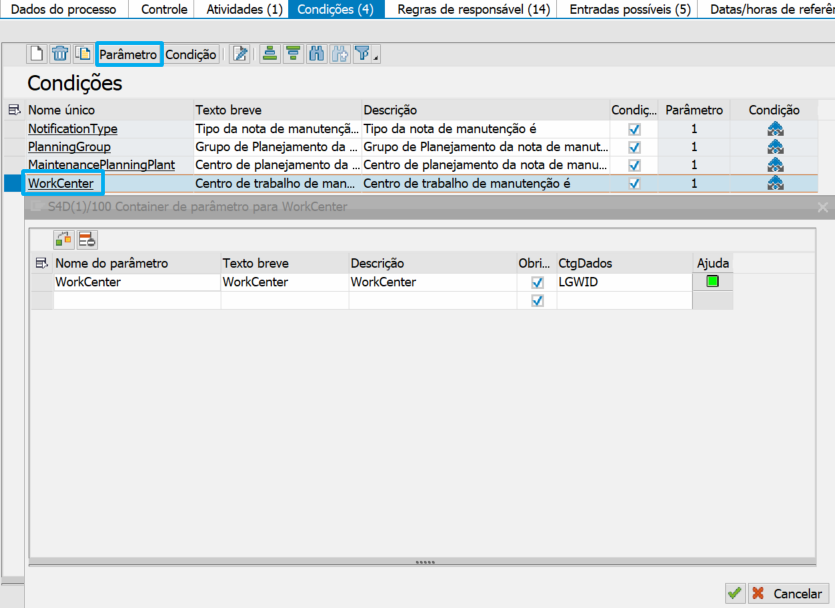 Dados do processo Controle Atividades (1) Condições (4) Regras de responsável (14) Entradas possíveis (5) Datas/horas de referên
Parâmetro Condição
Condições
Nome único Texto breve Descrição Condiç... Parâmetro Condição
NotificationType Tipo da nota de manutençã... Tipo da nota de manutenção é 1
PlanningGroup Grupo de Planejamento da ... Grupo de Planejamento da nota de manut... 1
MaintenancePlanningPlant Centro de planejamento da ... Centro de planejamento da nota de manu... 1
WorkCenter Centro de trabalho de man... Centro de trabalho de manutenção é 1
S4D(1)/100 Container de parâmetro para WorkCenter
Nome do parâmetro Texto breve Descrição Obri... CtgDados Ajuda
WorkCenter WorkCenter WorkCenter LGWID
Cancelar